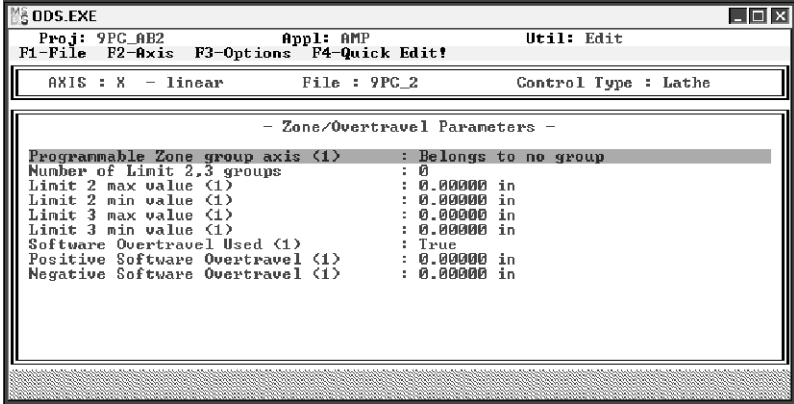 ODS.EXE
Proj: 9PC_AB2 Appl: AMP Util: Edit
F1-File F2-Axis F3-Options F4-Quick Edit!
AXIS : X - linear File : 9PC_2 Control Type : Lathe
- Zone/Overtravel Parameters -
Programmable Zone group axis (1) : Belongs to no group
Number of Limit 2,3 groups : 0
Limit 2 max value (1) : 0.00000 in
Limit 2 min value (1) : 0.00000 in
Limit 3 max value (1) : 0.00000 in
Limit 3 min value (1) : 0.00000 in
Software Overtravel Used (1) : True
Positive Software Overtravel (1) : 0.00000 in
Negative Software Overtravel (1) : 0.00000 in